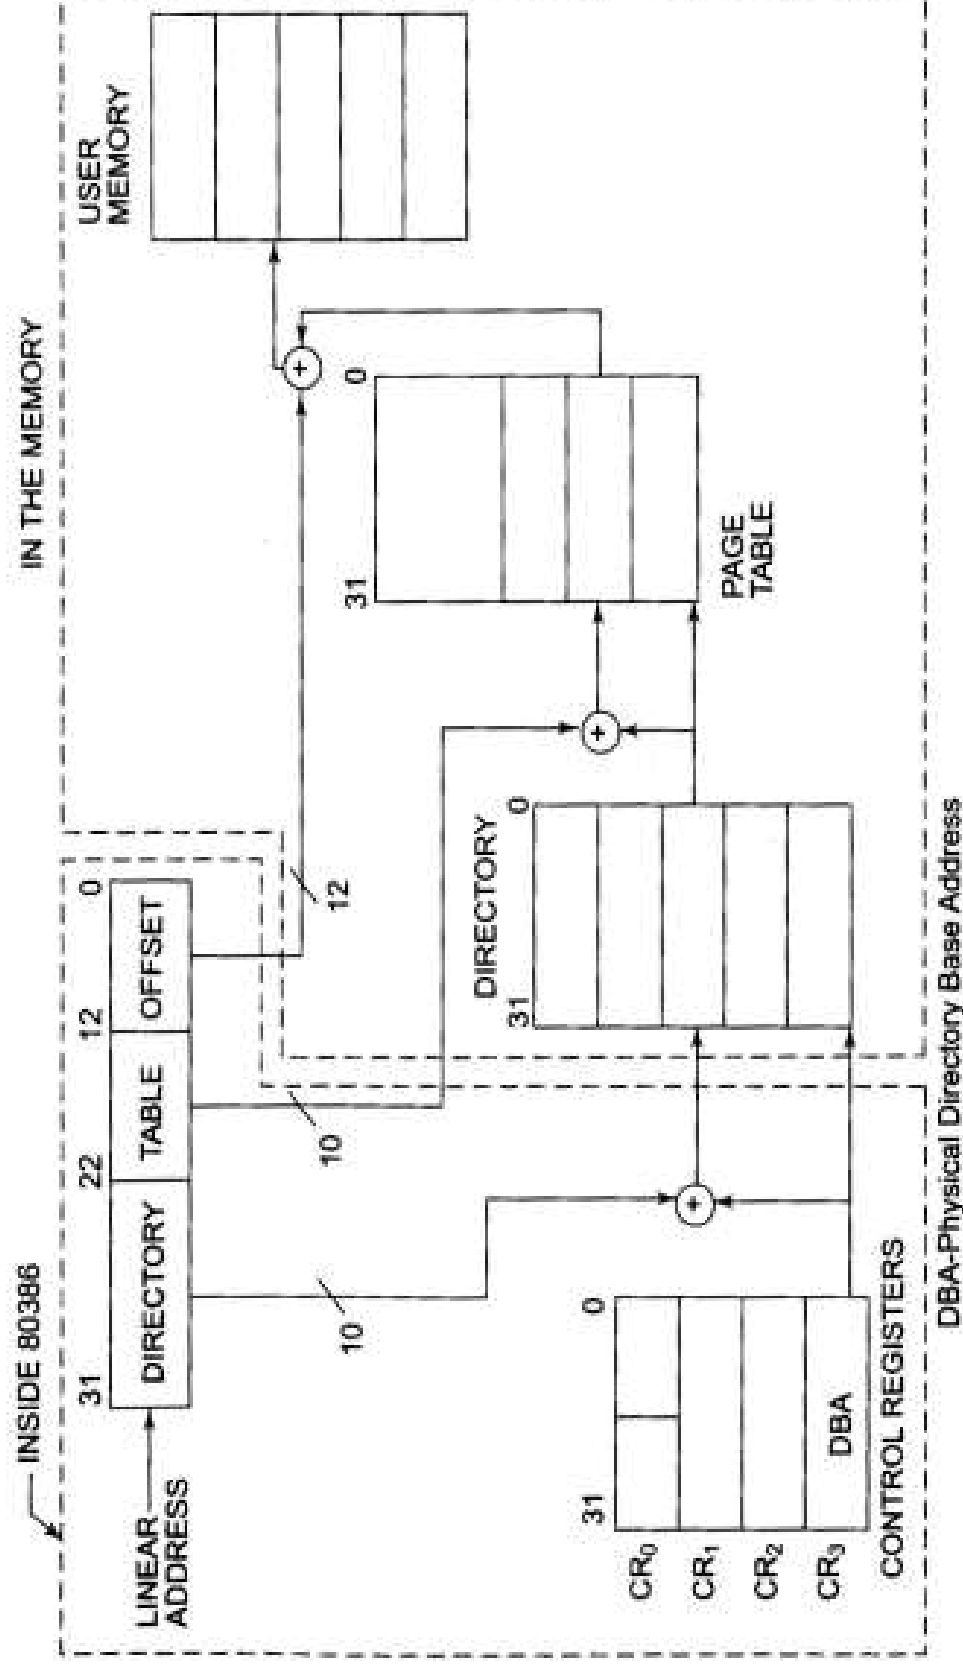 INSIDE 80386
IN THE MEMORY
31
22
12
0
LINEAR
ADDRESS
DIRECTORY
TABLE
OFFSET
USER
MEMORY
10
10
12
31
0
31
0
DIRECTORY
31
0
CR0
CR1
CR2
CR3
DBA
PAGE
TABLE
CONTROL REGISTERS
DBA-Physical Directory Base Address
+
+
+